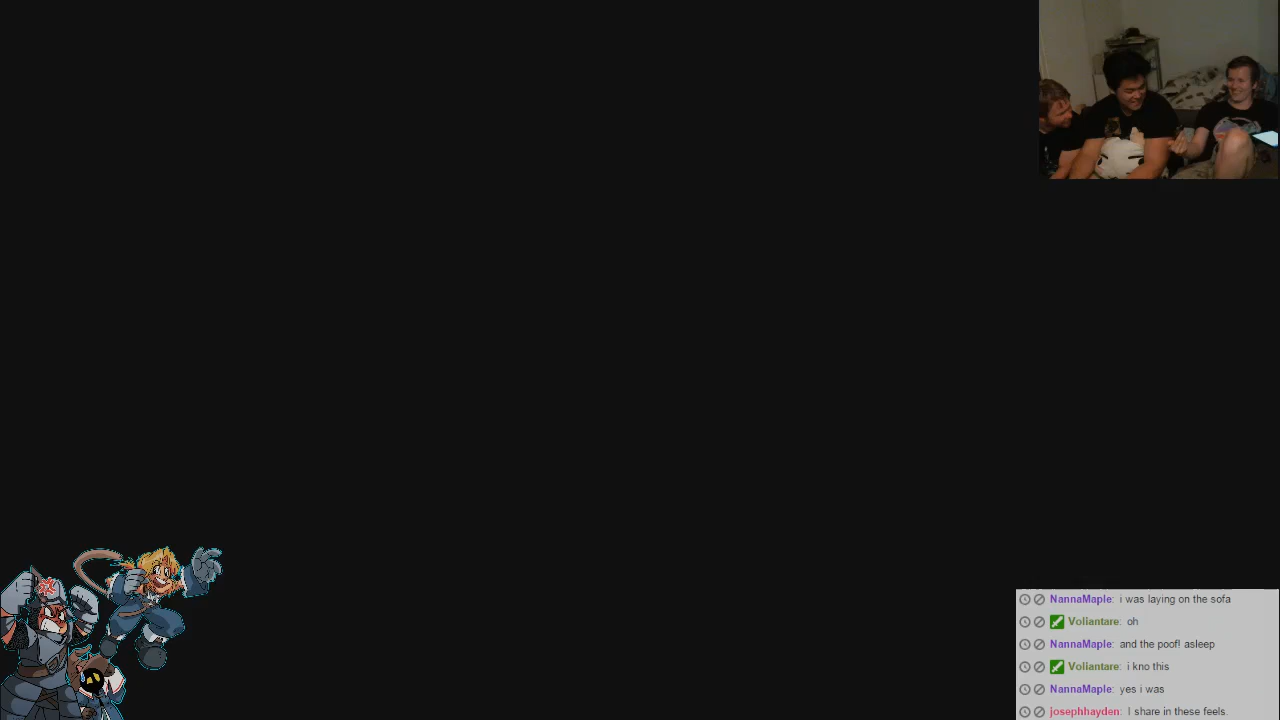 NannaMaple: i was laying on the sofa
Voliantare: oh
NannaMaple: and the poof! asleep
Voliantare: i kno this
NannaMaple: yes i was
josephhayden: I share in these feels.